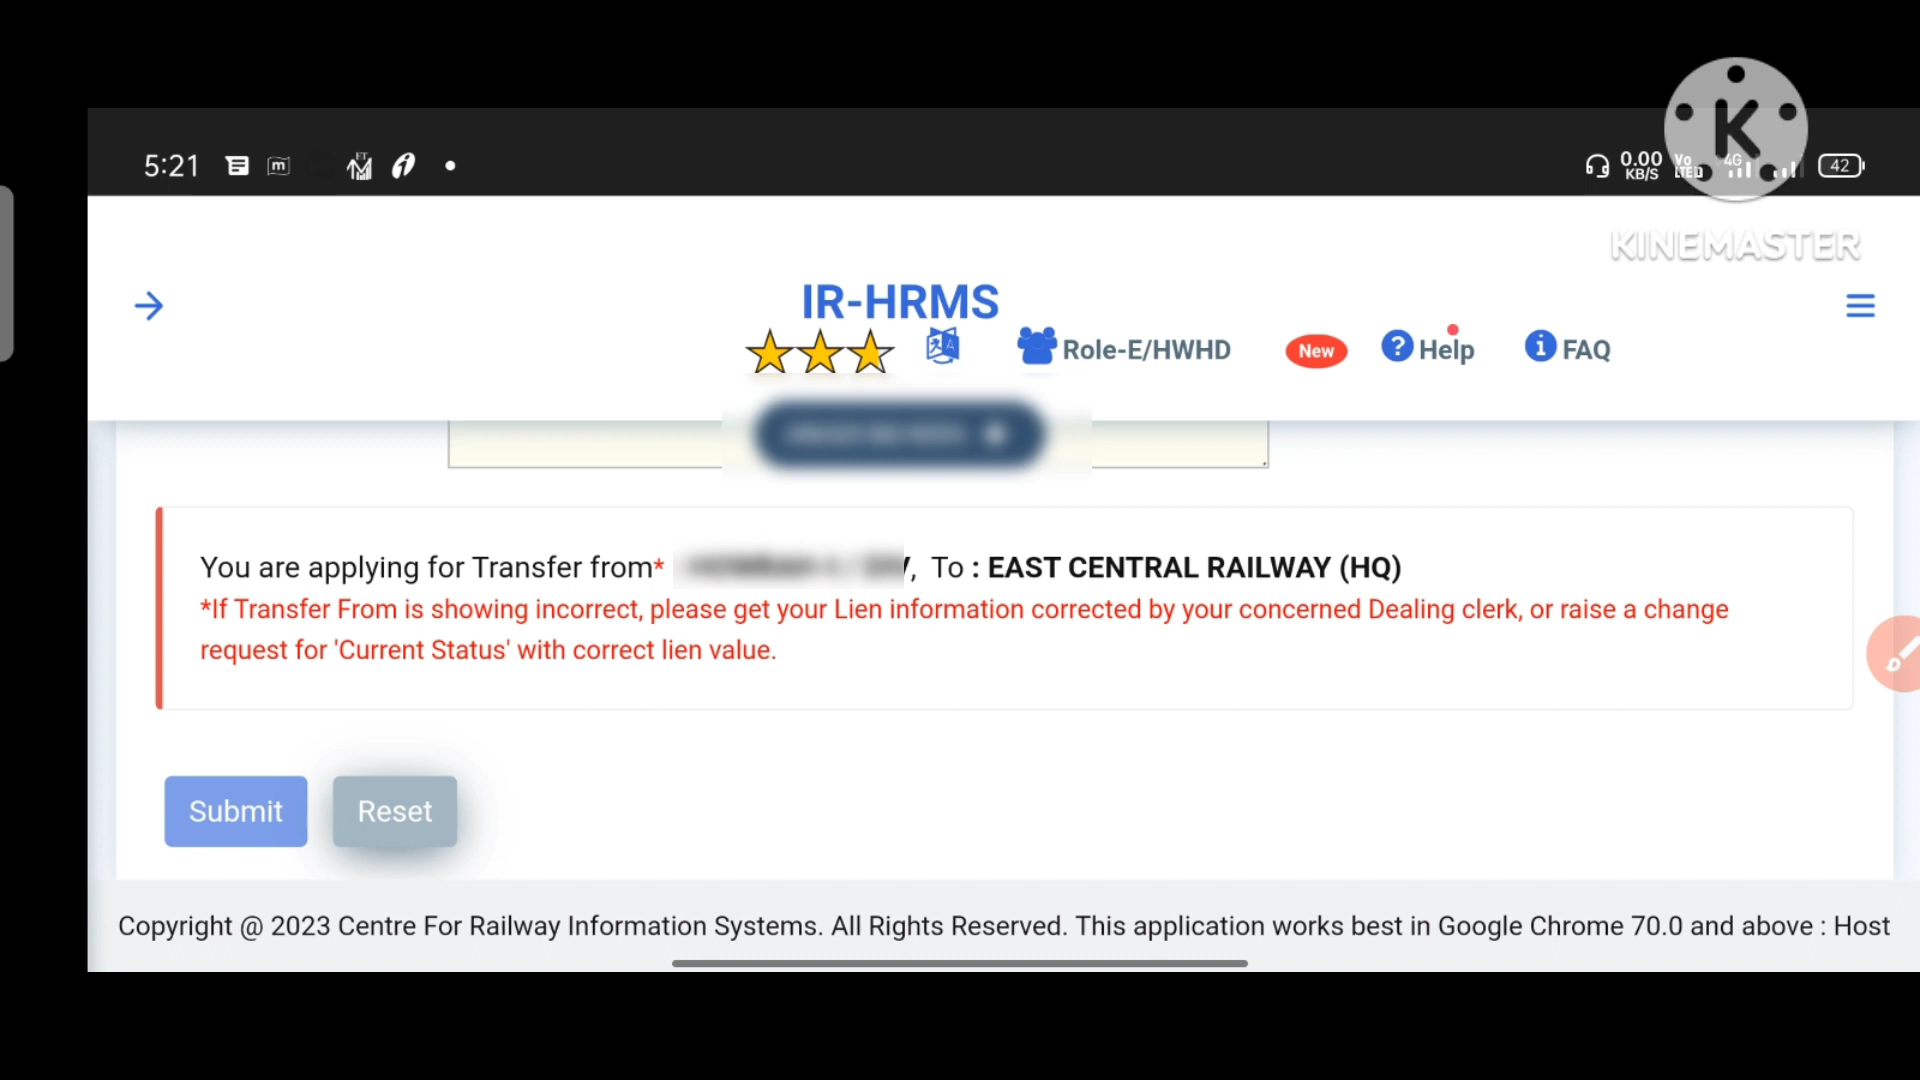 5:21
0.00 KB/S
4G
42
K
KINEMASTER
IR-HRMS
Role-E/HWHD
New
? Help
i FAQ
You are applying for Transfer from* , To : EAST CENTRAL RAILWAY (HQ)
*If Transfer From is showing incorrect, please get your Lien information corrected by your concerned Dealing clerk, or raise a change
request for 'Current Status' with correct lien value.
Submit
Reset
Copyright @ 2023 Centre For Railway Information Systems. All Rights Reserved. This application works best in Google Chrome 70.0 and above : Host